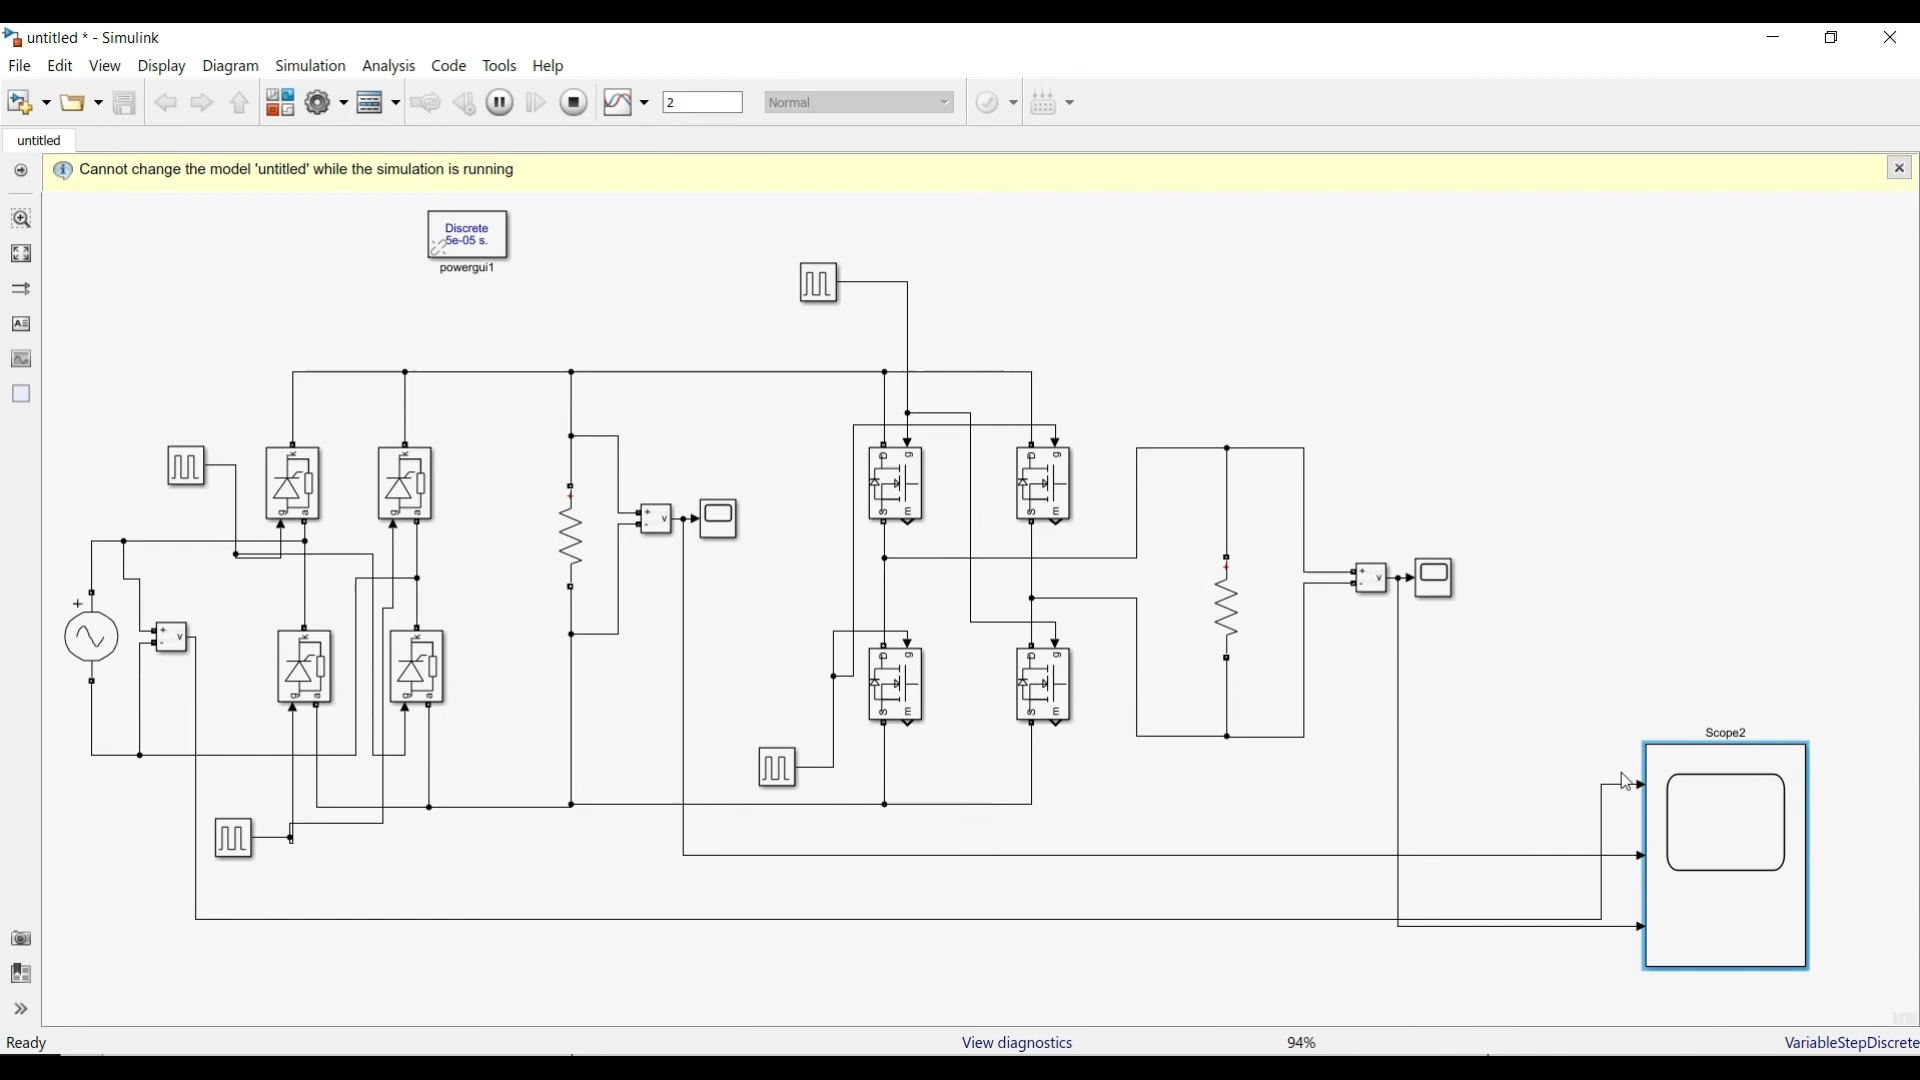 untitled * - Simulink
File Edit View Display Diagram Simulation Analysis Code Tools Help
2 Normal
untitled
Cannot change the model 'untitled' while the simulation is running
Discrete
5e-05 s.
powergui1
k k
g a g a
+ - v
D g D g
S m S m
+
+ - v
+ - v
k k
g a g a
D g D g
S m S m
Scope2
Ready View diagnostics 94% VariableStepDiscrete